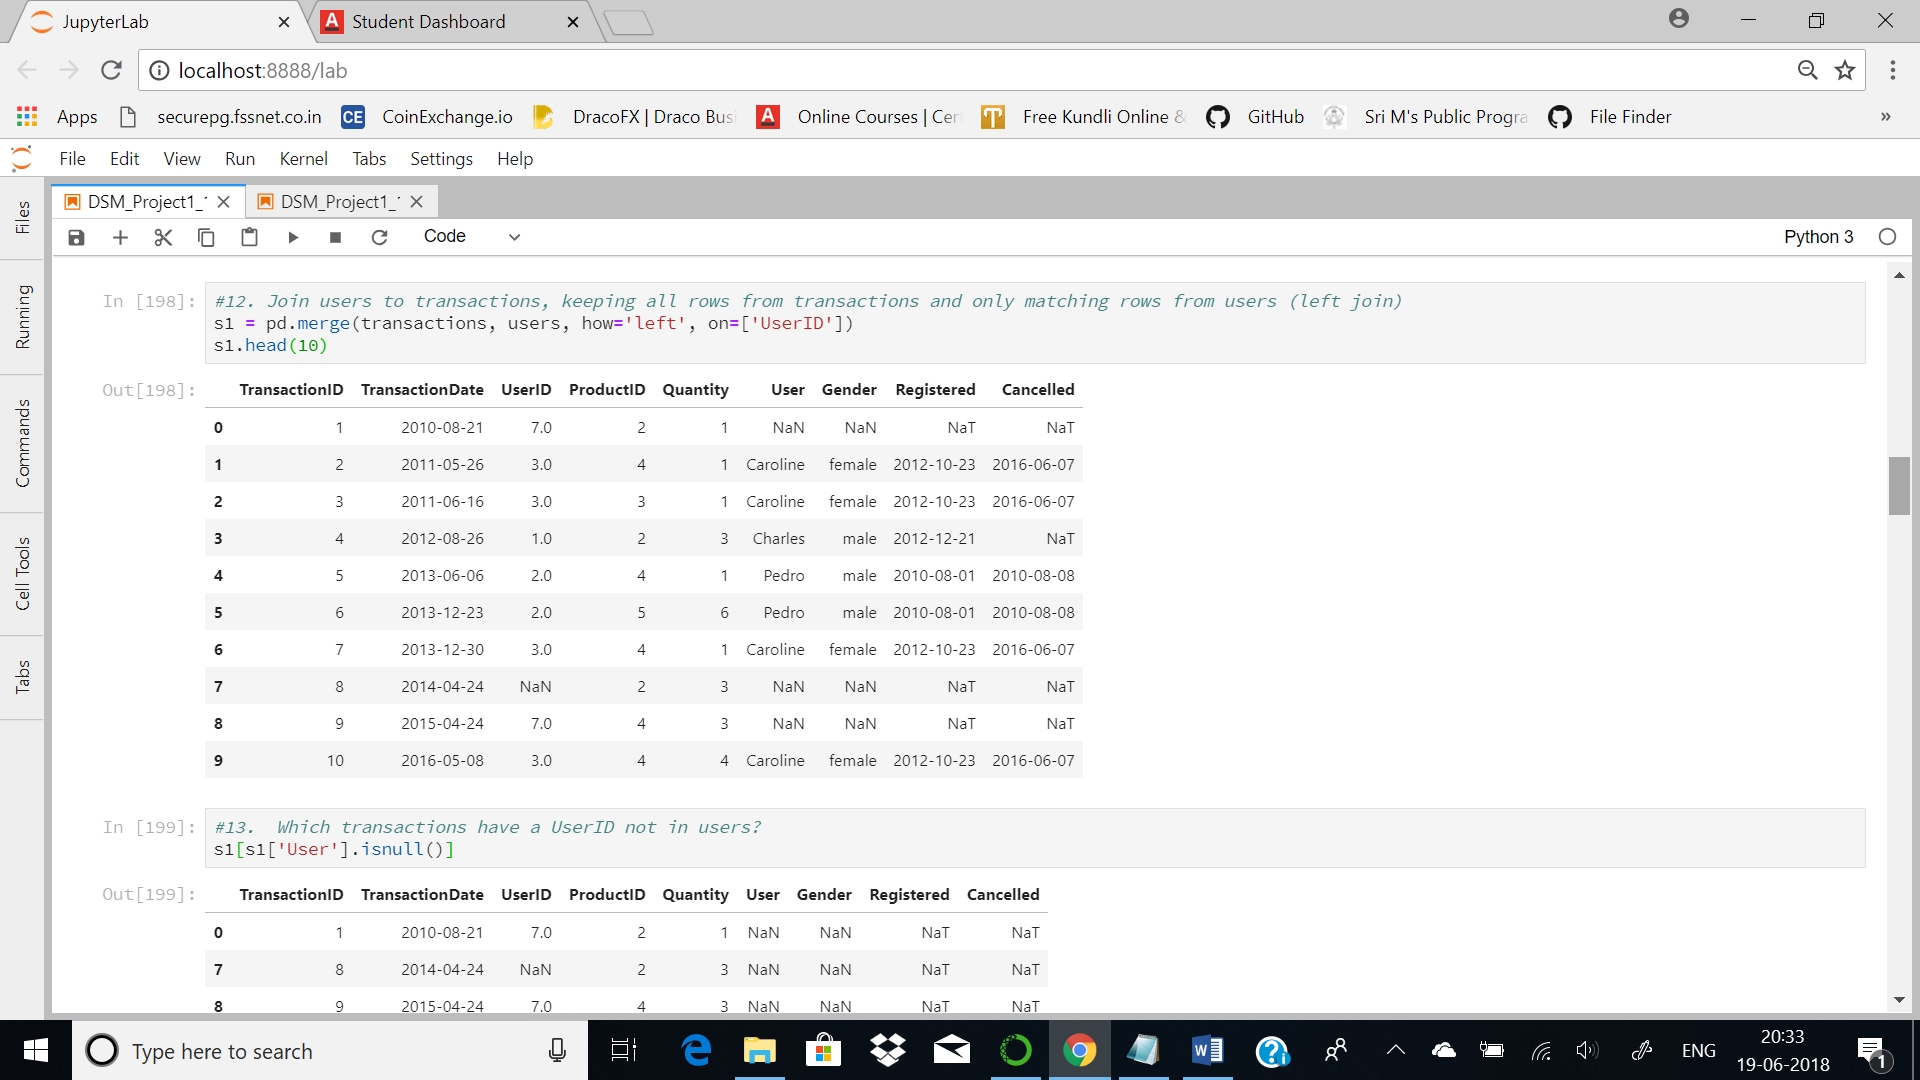 JupyterLab
Student Dashboard
localhost:8888/lab
Apps securepg.fssnet.co.in CE CoinExchange.io DracoFX | Draco Busi Online Courses | Cer Free Kundli Online & GitHub Sri M's Public Progra File Finder »
File Edit View Run Kernel Tabs Settings Help
DSM_Project1_ DSM_Project1_
Code
Python 3
Files
Running
Commands
Cell Tools
Tabs
In [198]:
#12. Join users to transactions, keeping all rows from transactions and only matching rows from users (left join)
s1 = pd.merge(transactions, users, how='left', on=['UserID'])
s1.head(10)
Out[198]:
TransactionID TransactionDate UserID ProductID Quantity User Gender Registered Cancelled
0 1 2010-08-21 7.0 2 1 NaN NaN NaT NaT
1 2 2011-05-26 3.0 4 1 Caroline female 2012-10-23 2016-06-07
2 3 2011-06-16 3.0 3 1 Caroline female 2012-10-23 2016-06-07
3 4 2012-08-26 1.0 2 3 Charles male 2012-12-21 NaT
4 5 2013-06-06 2.0 4 1 Pedro male 2010-08-01 2010-08-08
5 6 2013-12-23 2.0 5 6 Pedro male 2010-08-01 2010-08-08
6 7 2013-12-30 3.0 4 1 Caroline female 2012-10-23 2016-06-07
7 8 2014-04-24 NaN 2 3 NaN NaN NaT NaT
8 9 2015-04-24 7.0 4 3 NaN NaN NaT NaT
9 10 2016-05-08 3.0 4 4 Caroline female 2012-10-23 2016-06-07
In [199]:
#13.  Which transactions have a UserID not in users?
s1[s1['User'].isnull()]
Out[199]:
TransactionID TransactionDate UserID ProductID Quantity User Gender Registered Cancelled
0 1 2010-08-21 7.0 2 1 NaN NaN NaT NaT
7 8 2014-04-24 NaN 2 3 NaN NaN NaT NaT
8 9 2015-04-24 7.0 4 3 NaN NaN NaT NaT
Type here to search
ENG
20:33
19-06-2018
1